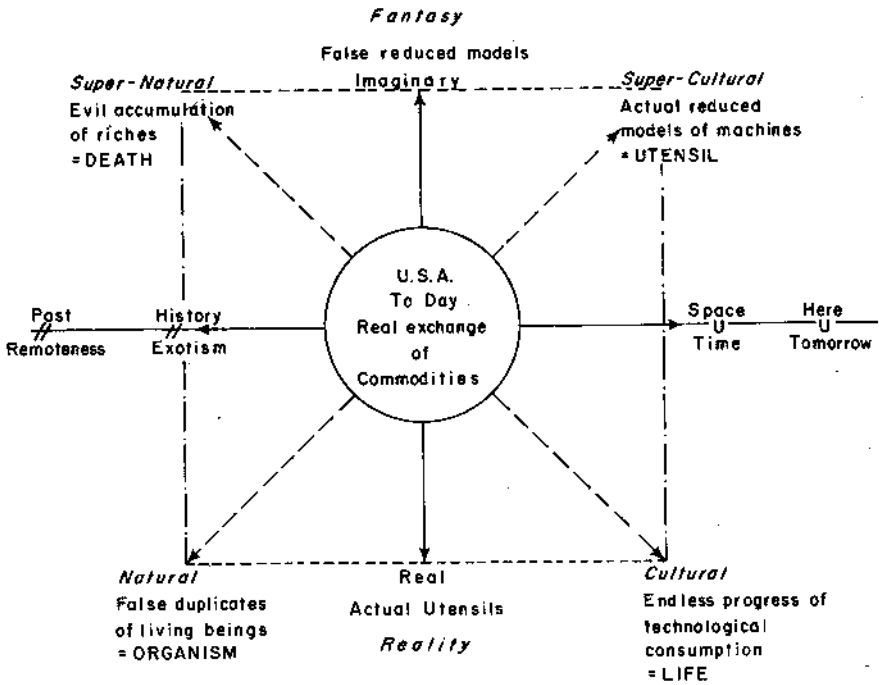 Fantasy
False reduced models
Imaginary
Super-Natural
Evil accumulation
of riches
= DEATH
Super-Cultural
Actual reduced
models of machines
= UTENSIL
U.S.A.
To Day
Real exchange
of
Commodities
Past
Remoteness
History
Exotism
Space
U
Time
Here
U
Tomorrow
Natural
False duplicates
of living beings
= ORGANISM
Real
Actual Utensils
Reality
Cultural
Endless progress of
technological
consumption
= LIFE